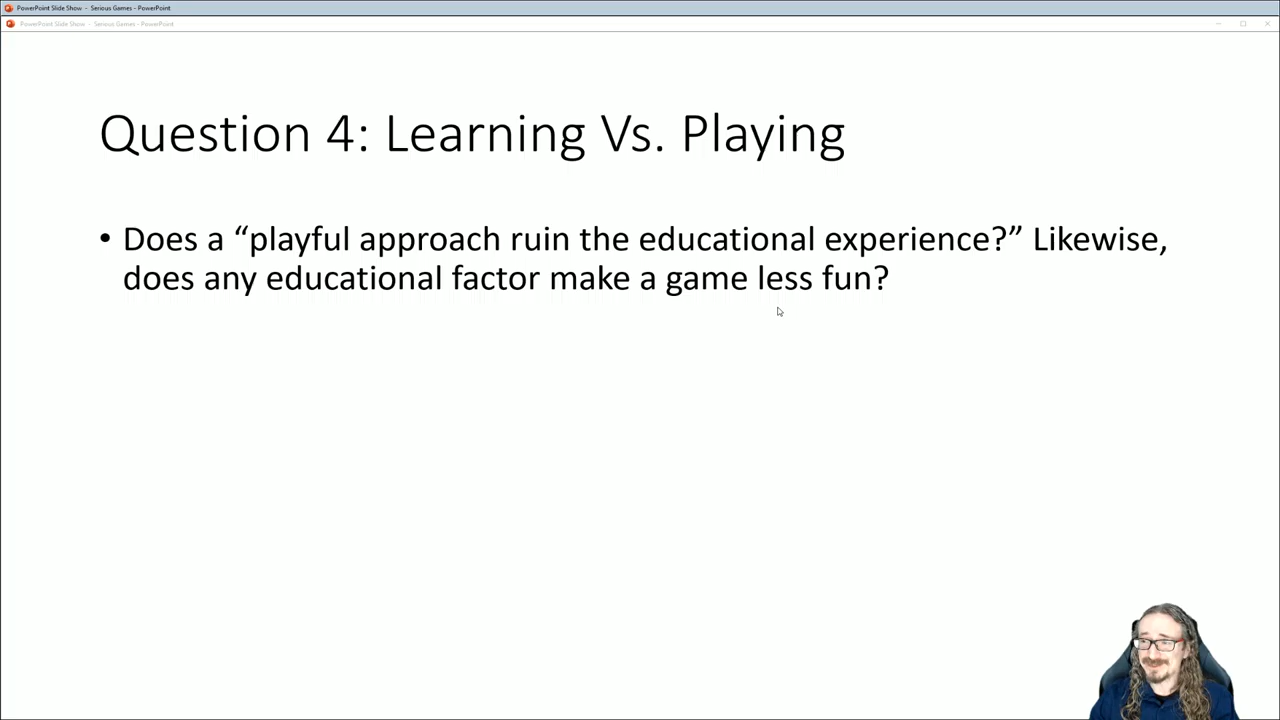 PowerPoint Slide Show - Serious Games - PowerPoint
PowerPoint Slide Show - Serious Games - PowerPoint
Question 4: Learning Vs. Playing
• Does a “playful approach ruin the educational experience?” Likewise,
does any educational factor make a game less fun?